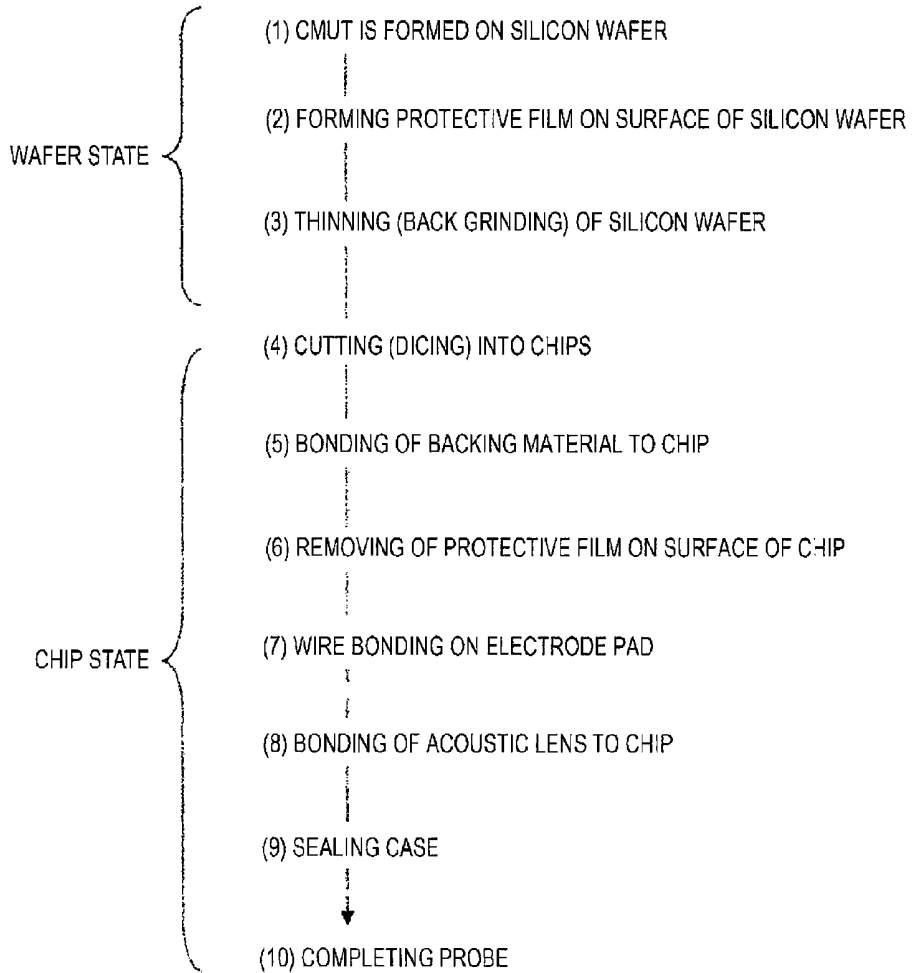 (1) CMUT IS FORMED ON SILICON WAFER
(2) FORMING PROTECTIVE FILM ON SURFACE OF SILICON WAFER
WAFER STATE
(3) THINNING (BACK GRINDING) OF SILICON WAFER
(4) CUTTING (DICING) INTO CHIPS
(5) BONDING OF BACKING MATERIAL TO CHIP
(6) REMOVING OF PROTECTIVE FILM ON SURFACE OF CHIP
(7) WIRE BONDING ON ELECTRODE PAD
CHIP STATE
(8) BONDING OF ACOUSTIC LENS TO CHIP
(9) SEALING CASE
(10) COMPLETING PROBE